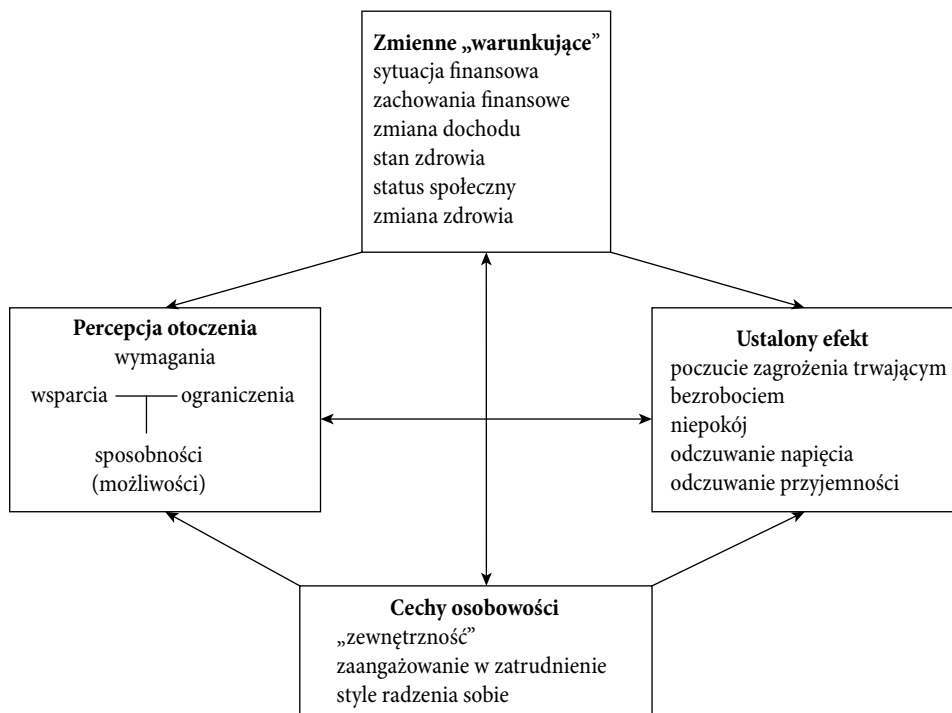 Zmienne „warunkujące”
sytuacja finansowa
zachowania finansowe
zmiana dochodu
stan zdrowia
status społeczny
zmiana zdrowia
Percepcja otoczenia
wymagania
wsparcia
ograniczenia
sposobności
(możliwości)
Ustalony efekt
poczucie zagrożenia trwającym
bezrobociem
niepokój
odczuwanie napięcia
odczuwanie przyjemności
Cechy osobowości
„zewnętrzność”
zaangażowanie w zatrudnienie
style radzenia sobie